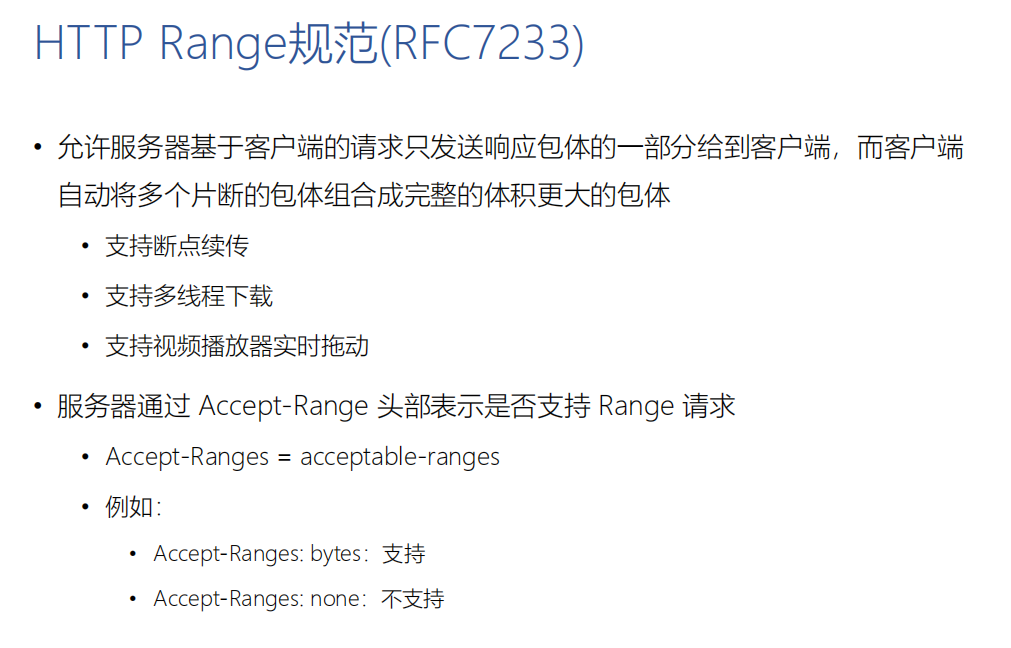 HTTP Range规范(RFC7233)
• 允许服务器基于客户端的请求只发送响应包体的一部分给到客户端，而客户端
自动将多个片断的包体组合成完整的体积更大的包体
• 支持断点续传
• 支持多线程下载
• 支持视频播放器实时拖动
• 服务器通过 Accept-Range 头部表示是否支持 Range 请求
• Accept-Ranges = acceptable-ranges
• 例如：
• Accept-Ranges: bytes：支持
• Accept-Ranges: none：不支持